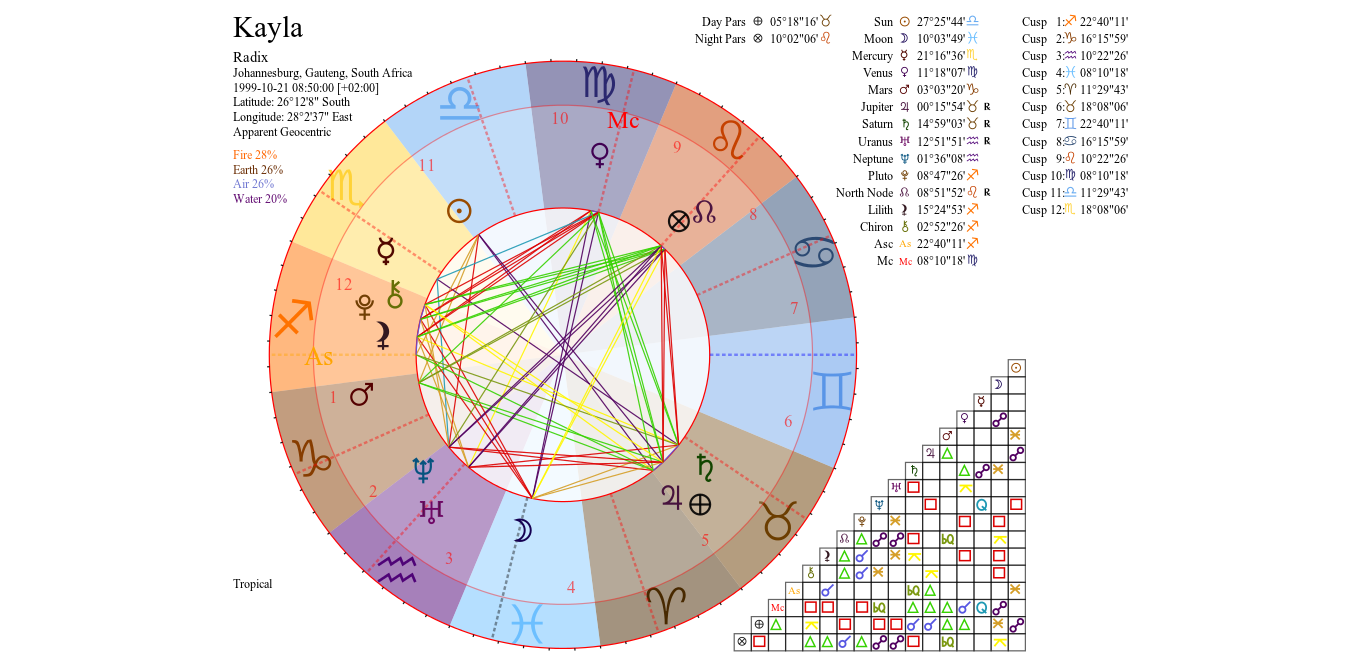 Kayla
Radix
Johannesburg, Gauteng, South Africa
1999-10-21 08:50:00 [+02:00]
Latitude: 26°12'8" South
Longitude: 28°2'37" East
Apparent Geocentric
Fire 28%
Earth 26%
Air 26%
Water 20%
Day Pars ⊕ 05°18'16"♉
Night Pars ⊗ 10°02'06"♌
Sun ☉ 27°25'44"♎
Moon ☽ 10°03'49"♓
Mercury ☿ 21°16'36"♏
Venus ♀ 11°18'07"♍
Mars ♂ 03°03'20"♑
Jupiter ♃ 00°15'54"♉ R
Saturn ♄ 14°59'03"♉ R
Uranus ♅ 12°51'51"♒ R
Neptune ♆ 01°36'08"♒
Pluto 08°47'26"♐
North Node ☊ 08°51'52"♌ R
Lilith ⚸ 15°24'53"♐
Chiron ⚷ 02°52'26"♐
Asc As 22°40'11"♐
Mc Mc 08°10'18"♍
Cusp 1:♐ 22°40'11"
Cusp 2:♑ 16°15'59"
Cusp 3:♒ 10°22'26"
Cusp 4:♓ 08°10'18"
Cusp 5:♈ 11°29'43"
Cusp 6:♉ 18°08'06"
Cusp 7:♊ 22°40'11"
Cusp 8:♋ 16°15'59"
Cusp 9:♌ 10°22'26"
Cusp 10:♍ 08°10'18"
Cusp 11:♎ 11°29'43"
Cusp 12:♏ 18°08'06"
10
Mc
9
11
8
12
7
As
1
6
2
5
3
4
Tropical
As
Mc